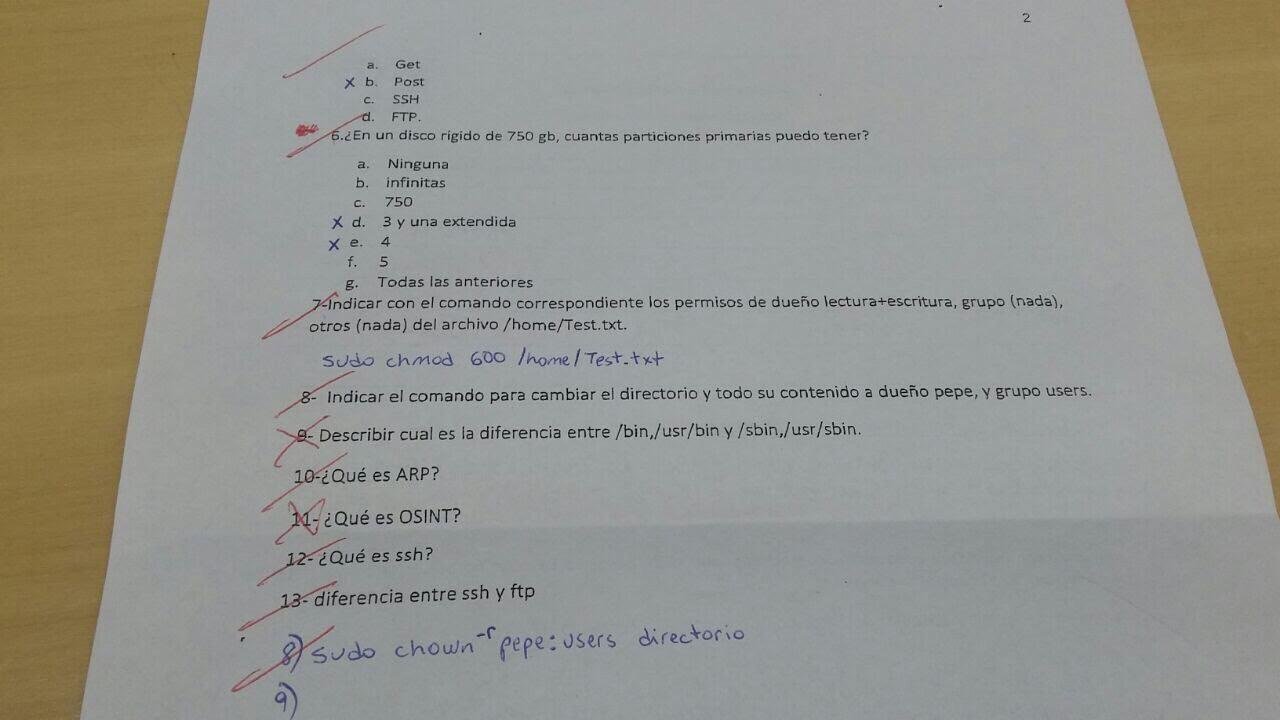 2
a. Get
x b. Post
c. SSH
d. FTP.
6.¿En un disco rigido de 750 gb, cuantas particiones primarias puedo tener?
a. Ninguna
b. infinitas
c. 750
x d. 3 y una extendida
x e. 4
f. 5
g. Todas las anteriores
7-Indicar con el comando correspondiente los permisos de dueño lectura+escritura, grupo (nada),
otros (nada) del archivo /home/Test.txt.
sudo chmod 600 /home/Test.txt
8- Indicar el comando para cambiar el directorio y todo su contenido a dueño pepe, y grupo users.
9- Describir cual es la diferencia entre /bin,/usr/bin y /sbin,/usr/sbin.
10-¿Qué es ARP?
11- ¿Qué es OSINT?
12- ¿Qué es ssh?
13- diferencia entre ssh y ftp
8) sudo chown -r pepe:users directorio
9)